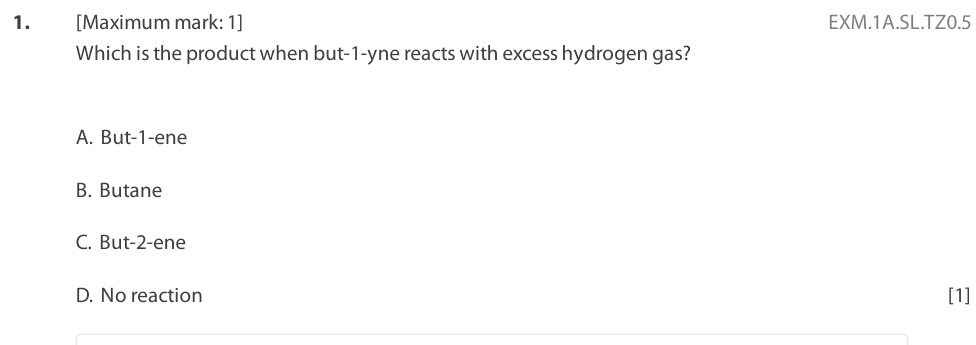 1. [Maximum mark: 1] EXM.1A.SL.TZ0.5
Which is the product when but-1-yne reacts with excess hydrogen gas?
A. But-1-ene
B. Butane
C. But-2-ene
D. No reaction [1]